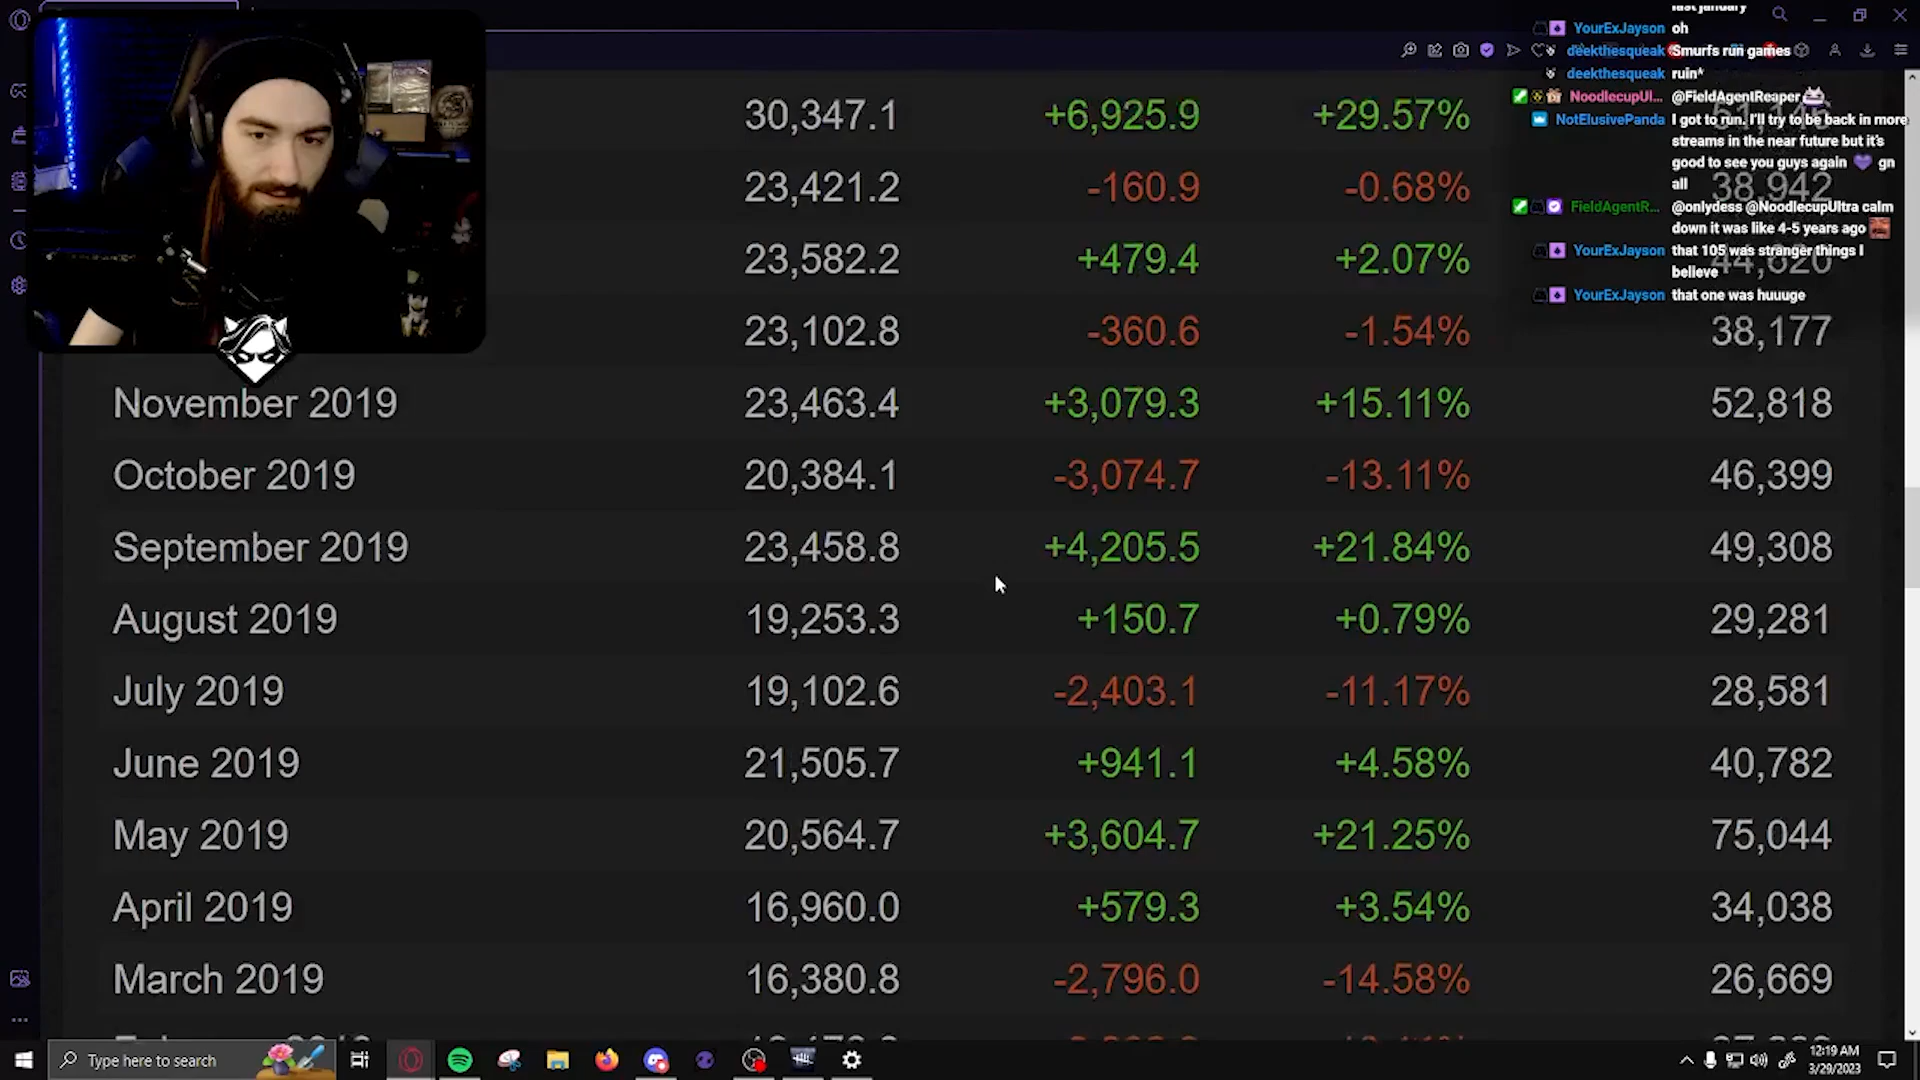 30,347.1 +6,925.9 +29.57%
23,421.2 -160.9 -0.68% 38,942
23,582.2 +479.4 +2.07% 44,620
23,102.8 -360.6 -1.54% 38,177
November 2019 23,463.4 +3,079.3 +15.11% 52,818
October 2019 20,384.1 -3,074.7 -13.11% 46,399
September 2019 23,458.8 +4,205.5 +21.84% 49,308
August 2019 19,253.3 +150.7 +0.79% 29,281
July 2019 19,102.6 -2,403.1 -11.17% 28,581
June 2019 21,505.7 +941.1 +4.58% 40,782
May 2019 20,564.7 +3,604.7 +21.25% 75,044
April 2019 16,960.0 +579.3 +3.54% 34,038
March 2019 16,380.8 -2,796.0 -14.58% 26,669
last january
YourExJayson oh
deekthesqueak Smurfs run games
deekthesqueak ruin*
NoodlecupUl... @FieldAgentReaper
NotElusivePanda I got to run. I'll try to be back in more
streams in the near future but it's
good to see you guys again gn
all
FieldAgentR... @onlydess @NoodlecupUltra calm
down it was like 4-5 years ago
YourExJayson that 105 was stranger things I
believe
YourExJayson that one was huuuge
Type here to search
12:19 AM
3/29/2023